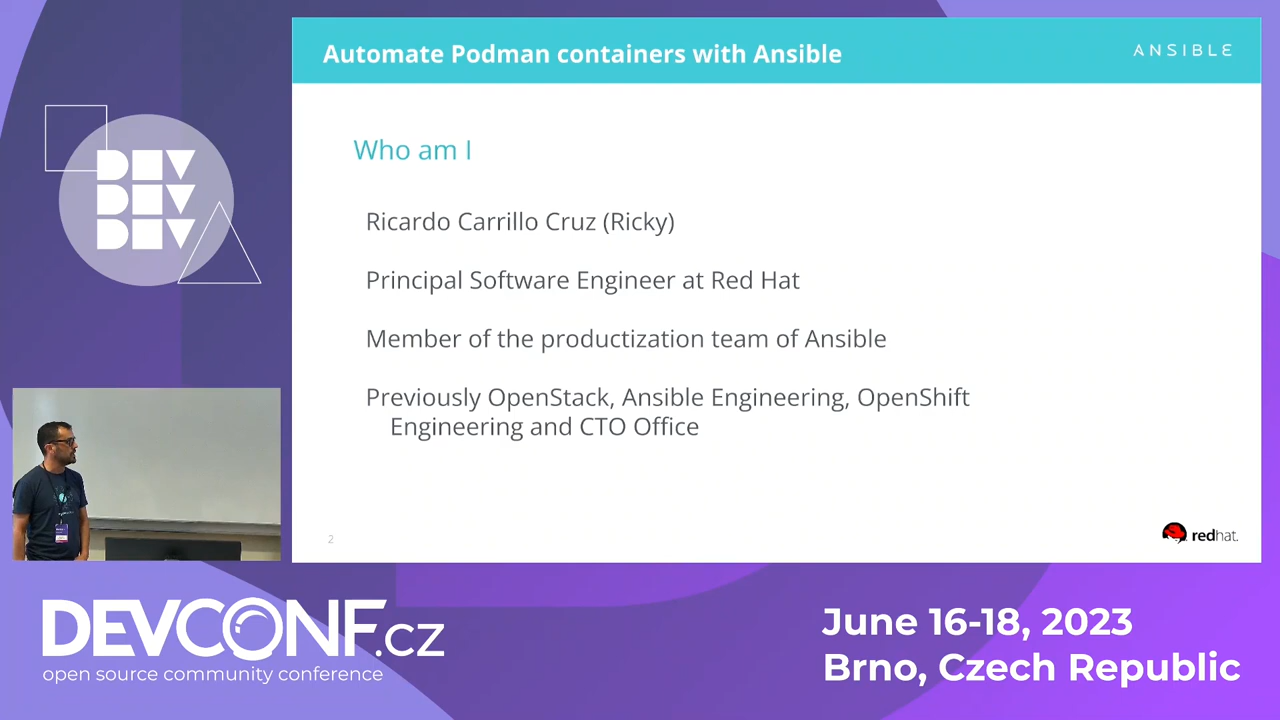 Automate Podman containers with Ansible
ANSIBLE
Who am I
Ricardo Carrillo Cruz (Ricky)
Principal Software Engineer at Red Hat
Member of the productization team of Ansible
Previously OpenStack, Ansible Engineering, OpenShift
Engineering and CTO Office
2
redhat.
DEV
DEV
DEV
DEVCONF.cz
open source community conference
June 16-18, 2023
Brno, Czech Republic